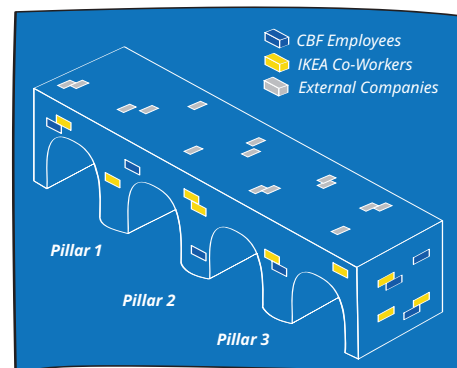 CBF Employees
IKEA Co-Workers
External Companies
Pillar 1
Pillar 2
Pillar 3